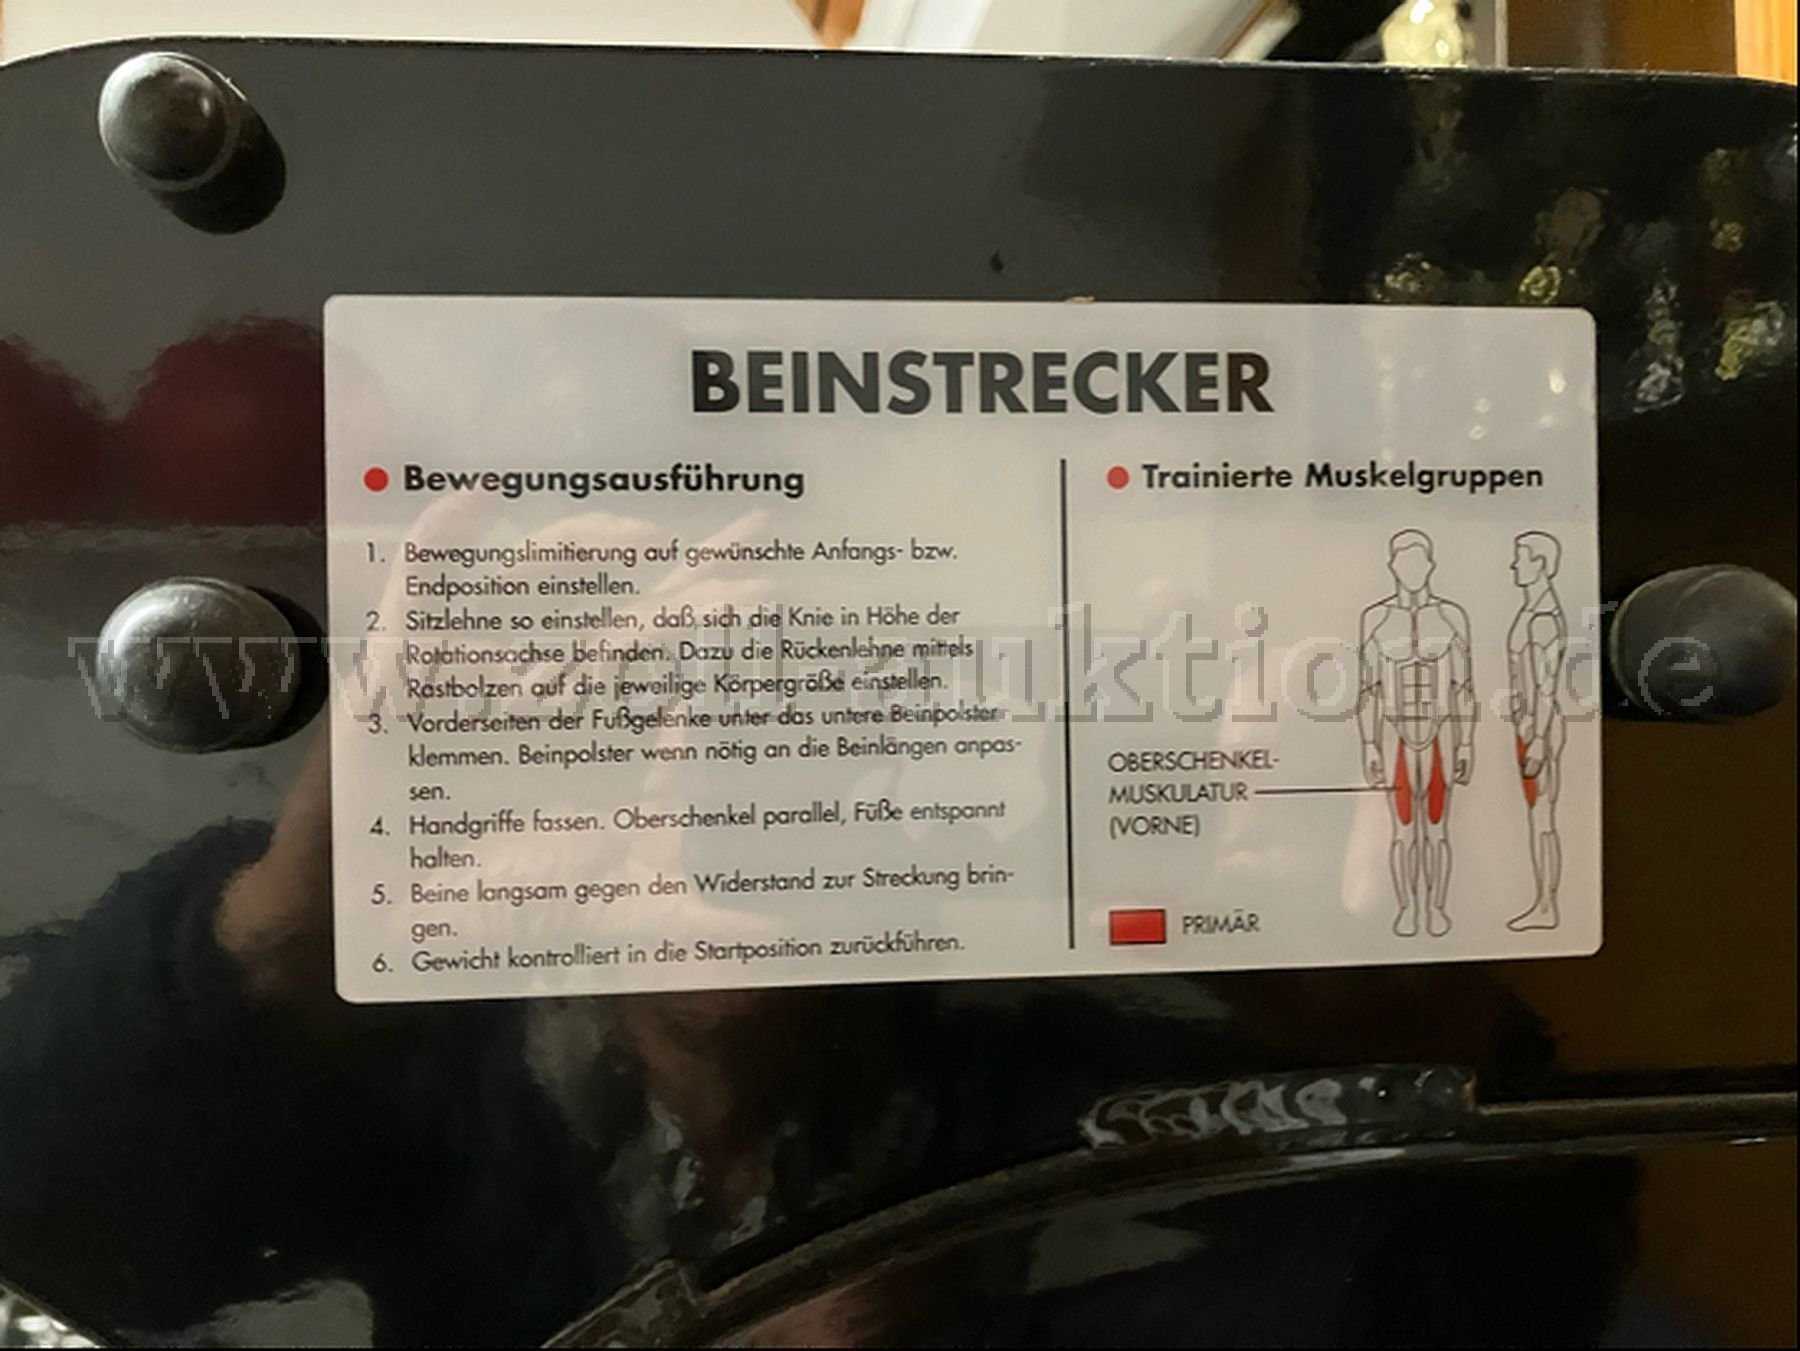 BEINSTRECKER
Bewegungsausführung
1. Bewegungslimitierung auf gewünschte Anfangs- bzw.
Endposition einstellen.
2. Sitzlehne so einstellen, daß sich die Knie in Höhe der
Rotationsachse befinden. Dazu die Rückenlehne mittels
Rastbolzen auf die jeweilige Körpergröße einstellen.
3. Vorderseiten der Fußgelenke unter das untere Beinpolster
klemmen. Beinpolster wenn nötig an die Beinlängen anpas-
sen.
4. Handgriffe fassen. Oberschenkel parallel, Füße entspannt
halten.
5. Beine langsam gegen den Widerstand zur Streckung brin-
gen.
6. Gewicht kontrolliert in die Startposition zurückführen.
Trainierte Muskelgruppen
OBERSCHENKEL-
MUSKULATUR
(VORNE)
PRIMÄR
www.zoll-auktion.de